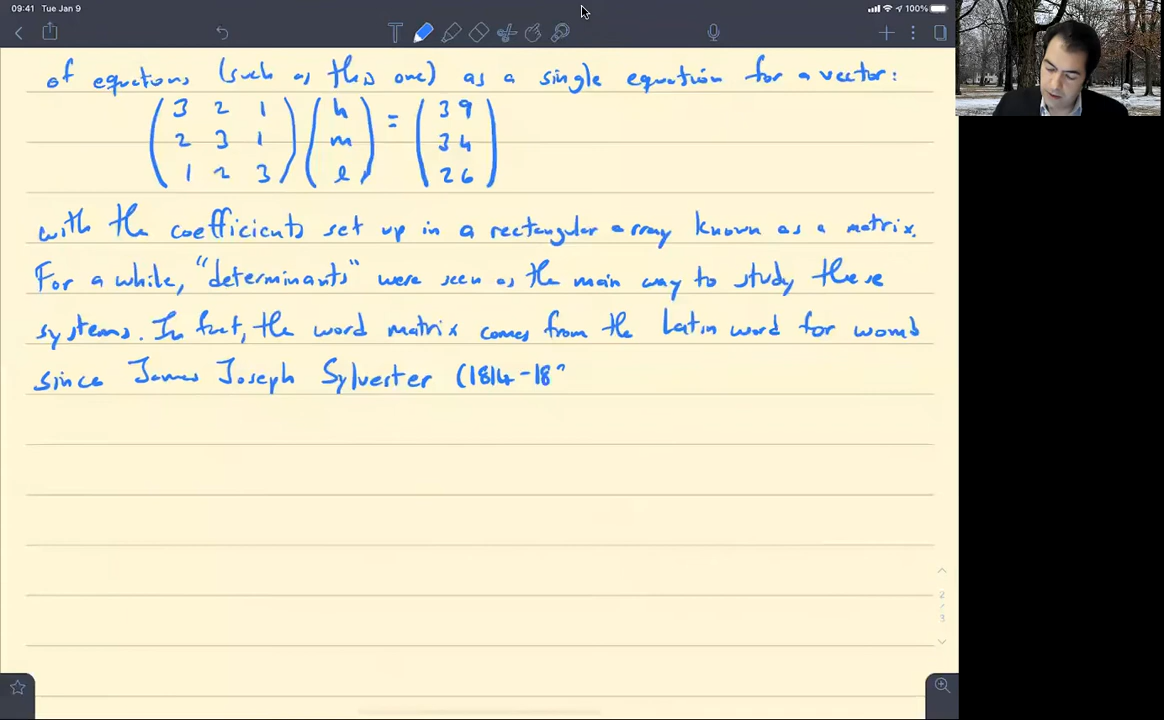 09:41 Tue Jan 9
100%
of equations (such as this one) as a single equation for a vector:
( 3 2 1 ) ( h ) = ( 39 )
( 2 3 1 ) ( m ) ( 34 )
( 1 2 3 ) ( l ) ( 26 )
with the coefficients set up in a rectangular array known as a matrix.
For a while, "determinants" were seen as the main way to study these
systems. In fact, the word matrix comes from the Latin word for womb
since James Joseph Sylvester (1814-18
2
/
3